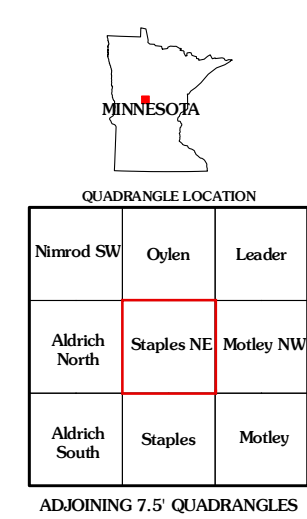 MINNESOTA
QUADRANGLE LOCATION
Nimrod SW
Oylen
Leader
Aldrich
North
Staples NE
Motley NW
Aldrich
South
Staples
Motley
ADJOINING 7.5' QUADRANGLES